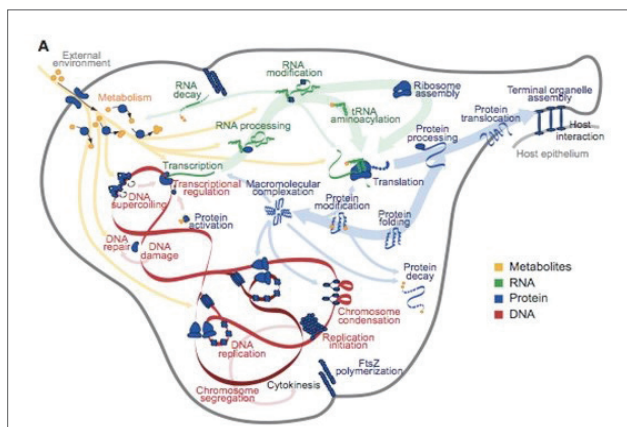 A
External
environment
Metabolism
RNA
decay
RNA
modification
tRNA
aminoacylation
Ribosome
assembly
Terminal organelle
assembly
Protein
translocation
Host
interaction
Host epithelium
Protein
processing
RNA processing
Transcription
Transcriptional
regulation
DNA
supercoiling
Macromolecular
complexation
Translation
Protein
modification
Protein
folding
Protein
activation
DNA
repair
DNA
damage
Protein
decay
Chromosome
condensation
Replication
initiation
DNA
replication
Chromosome
segregation
Cytokinesis
FtsZ
polymerization
Metabolites
RNA
Protein
DNA